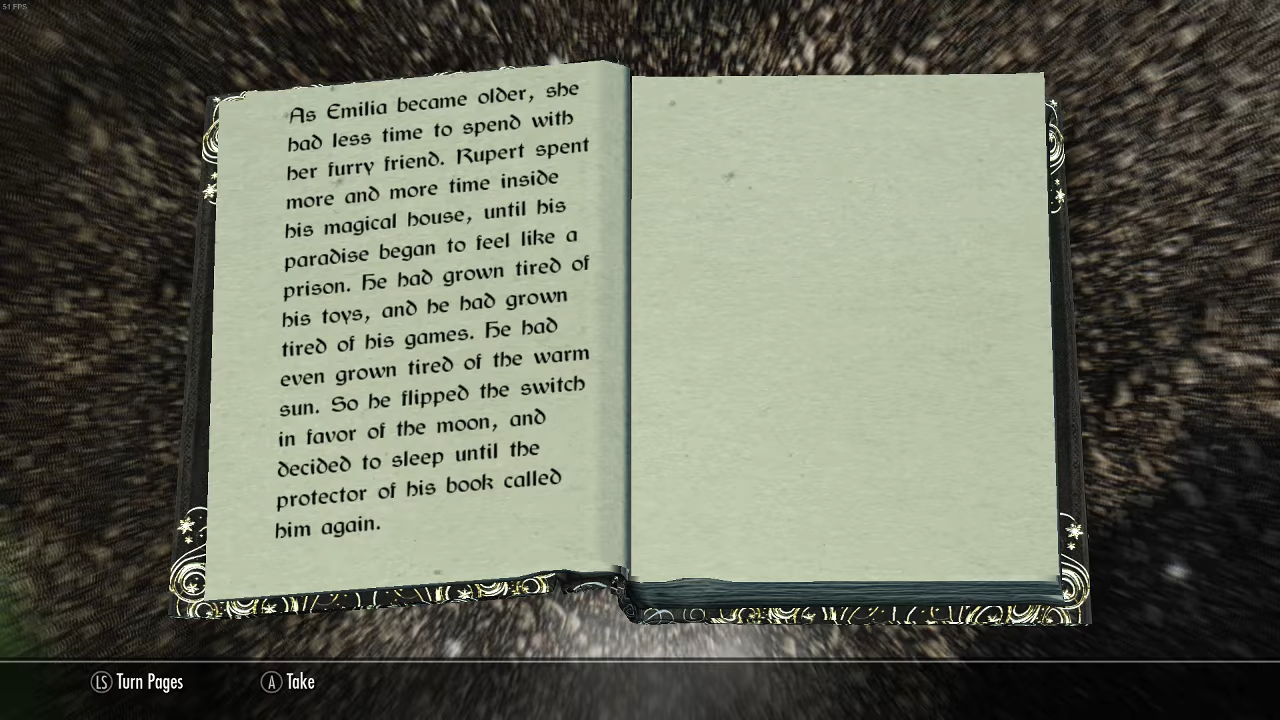 51 FPS
As Emilia became older, she
had less time to spend with
her furry friend. Rupert spent
more and more time inside
his magical house, until his
paradise began to feel like a
prison. He had grown tired of
his toys, and he had grown
tired of his games. He had
even grown tired of the warm
sun. So he flipped the switch
in favor of the moon, and
decided to sleep until the
protector of his book called
him again.
LS Turn Pages
A Take